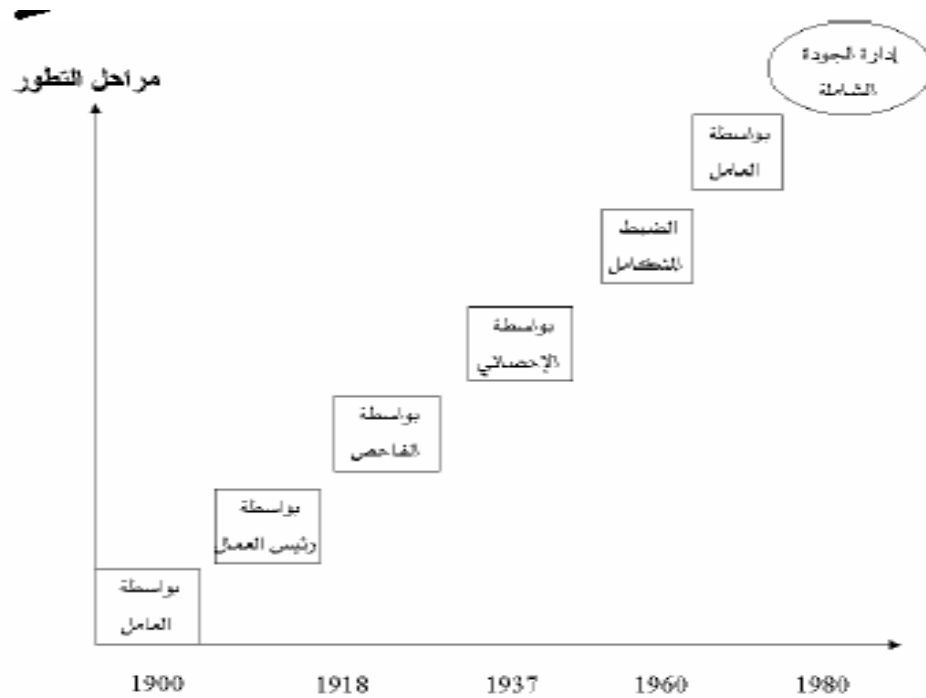 إدارة الجودة
الشاملة
مراحل التطور
بواسطة
العامل
الضبط
المتكامل
بواسطة
الإحصائي
بواسطة
الفاحص
بواسطة
رئيس العمال
بواسطة
العامل
1900 1918 1937 1960 1980